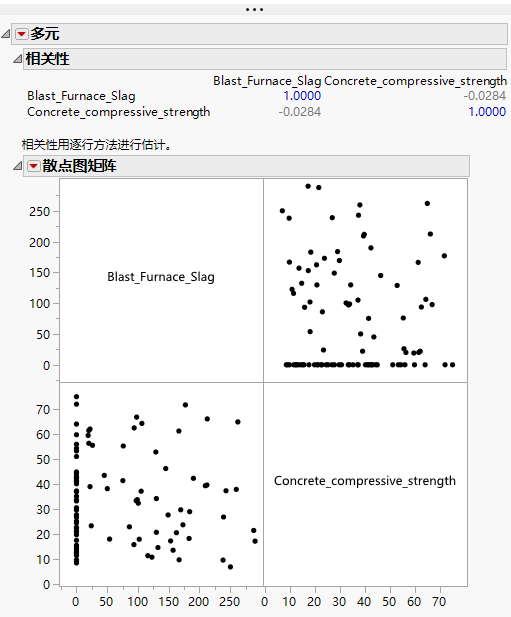 多元
相关性
Blast_Furnace_Slag Concrete_compressive_strength
Blast_Furnace_Slag 1.0000 -0.0284
Concrete_compressive_strength -0.0284 1.0000
相关性用逐行方法进行估计。
散点图矩阵
250
200
150
100
50
0
Blast_Furnace_Slag
70
60
50
40
30
20
10
0
Concrete_compressive_strength
0 50 100 150 200 250 0 10 20 30 40 50 60 70